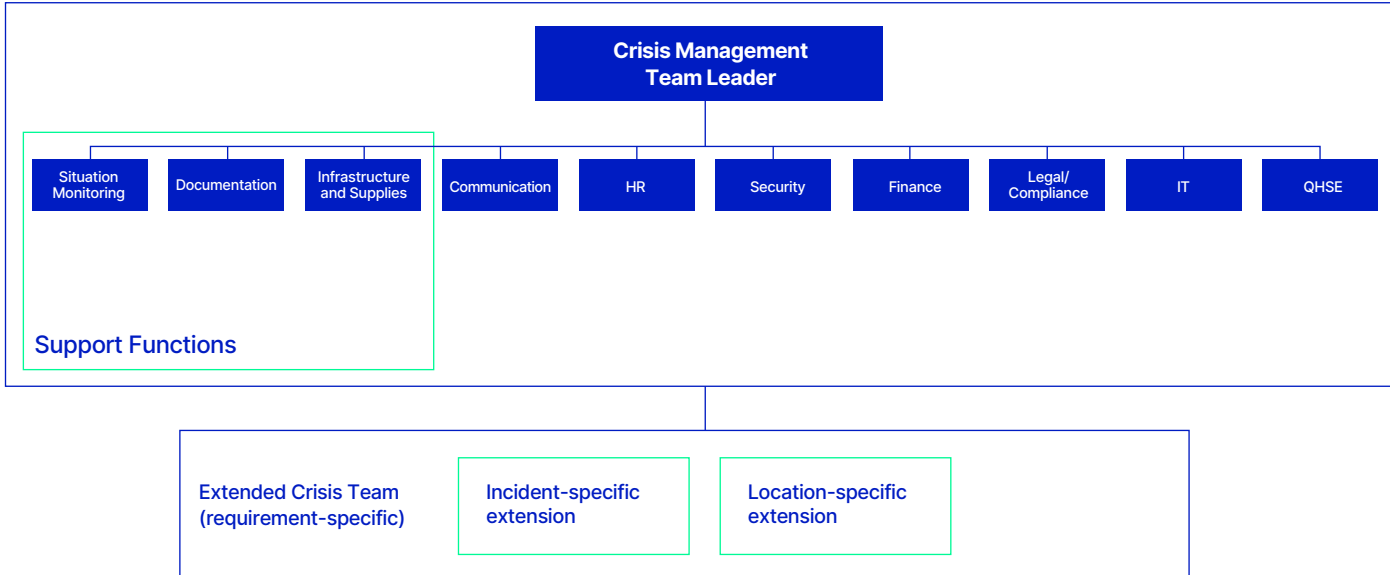 Crisis Management
Team Leader
Situation
Monitoring
Documentation
Infrastructure
and Supplies
Communication
HR
Security
Finance
Legal/
Compliance
IT
QHSE
Support Functions
Extended Crisis Team
(requirement-specific)
Incident-specific
extension
Location-specific
extension